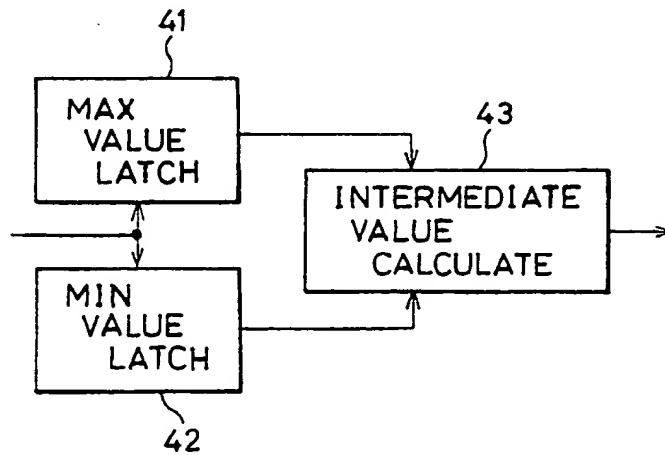 41
MAX
VALUE
LATCH
43
INTERMEDIATE
VALUE
CALCULATE
MIN
VALUE
LATCH
42